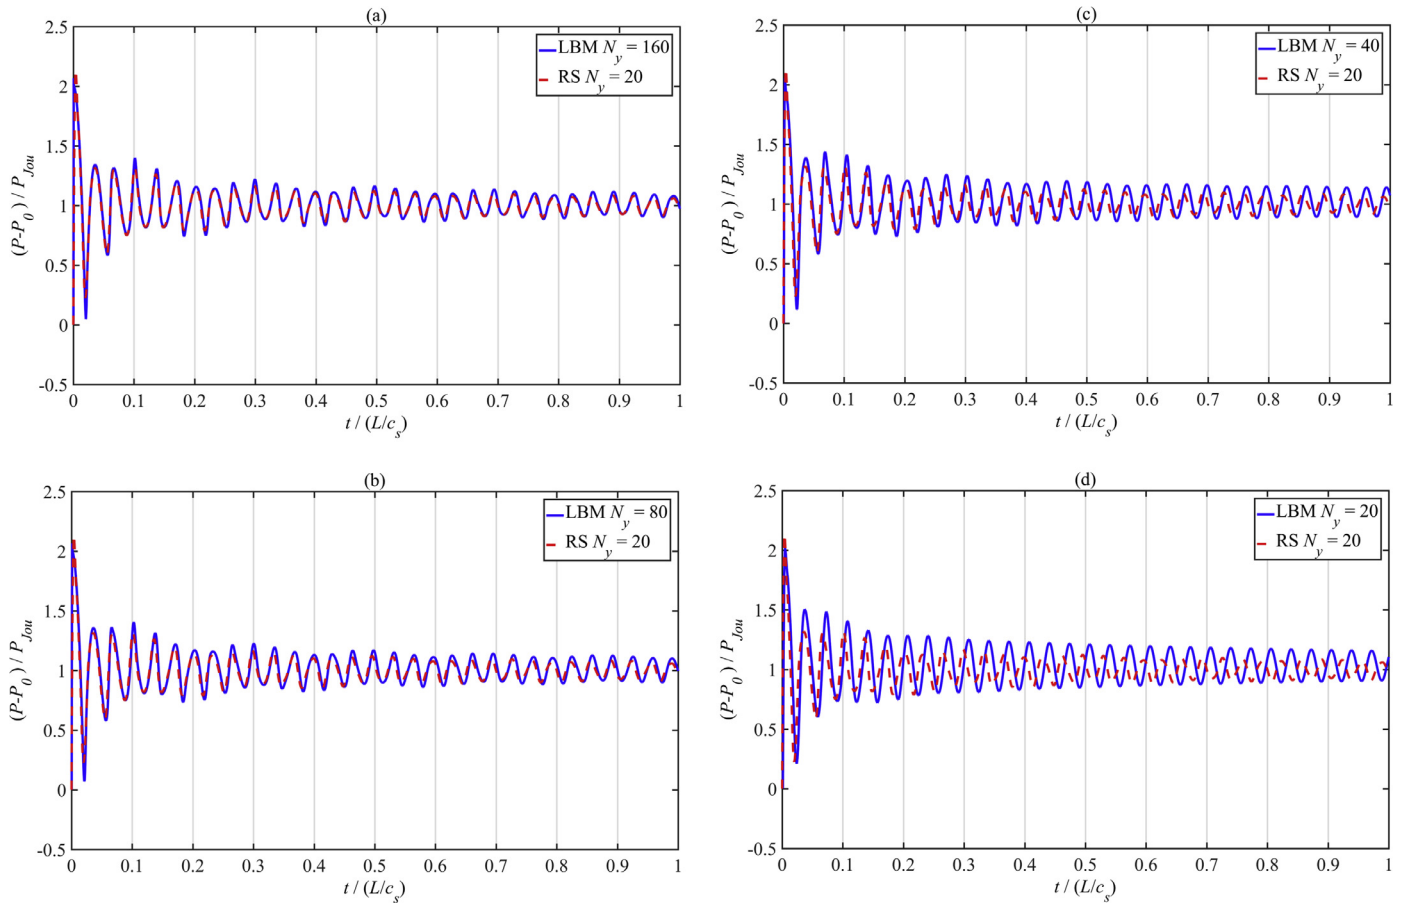 (a)
LBM N_y = 160
RS N_y = 20
2.5
2
1.5
1
0.5
0
-0.5
(P-P_0) / P_Jou
0 0.1 0.2 0.3 0.4 0.5 0.6 0.7 0.8 0.9 1
t / (L/c_s)
(c)
LBM N_y = 40
RS N_y = 20
2.5
2
1.5
1
0.5
0
-0.5
(P-P_0) / P_Jou
0 0.1 0.2 0.3 0.4 0.5 0.6 0.7 0.8 0.9 1
t / (L/c_s)
(b)
LBM N_y = 80
RS N_y = 20
2.5
2
1.5
1
0.5
0
-0.5
(P-P_0) / P_Jou
0 0.1 0.2 0.3 0.4 0.5 0.6 0.7 0.8 0.9 1
t / (L/c_s)
(d)
LBM N_y = 20
RS N_y = 20
2.5
2
1.5
1
0.5
0
-0.5
(P-P_0) / P_Jou
0 0.1 0.2 0.3 0.4 0.5 0.6 0.7 0.8 0.9 1
t / (L/c_s)